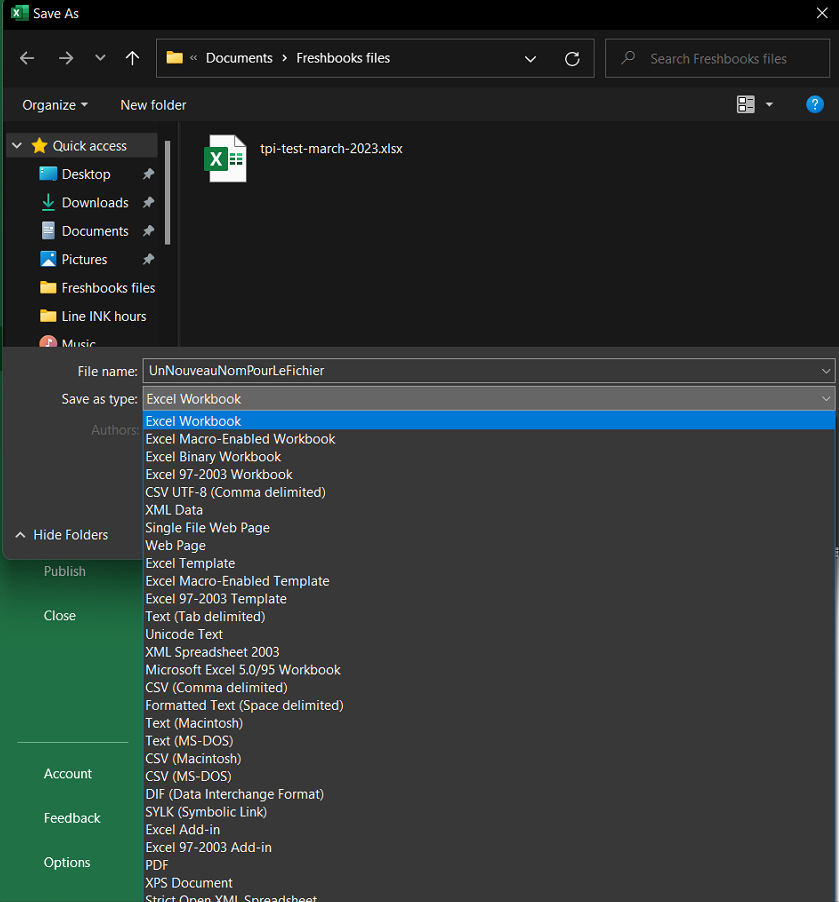 Save As
« Documents > Freshbooks files
Search Freshbooks files
Organize
New folder
Quick access
Desktop
Downloads
Documents
Pictures
Freshbooks files
Line INK hours
Music
tpi-test-march-2023.xlsx
File name: UnNouveauNomPourLeFichier
Save as type: Excel Workbook
Authors:
Excel Workbook
Excel Macro-Enabled Workbook
Excel Binary Workbook
Excel 97-2003 Workbook
CSV UTF-8 (Comma delimited)
XML Data
Single File Web Page
Web Page
Excel Template
Excel Macro-Enabled Template
Excel 97-2003 Template
Text (Tab delimited)
Unicode Text
XML Spreadsheet 2003
Microsoft Excel 5.0/95 Workbook
CSV (Comma delimited)
Formatted Text (Space delimited)
Text (Macintosh)
Text (MS-DOS)
CSV (Macintosh)
CSV (MS-DOS)
DIF (Data Interchange Format)
SYLK (Symbolic Link)
Excel Add-in
Excel 97-2003 Add-in
PDF
XPS Document
Strict Open XML Spreadsheet
Hide Folders
Publish
Close
Account
Feedback
Options